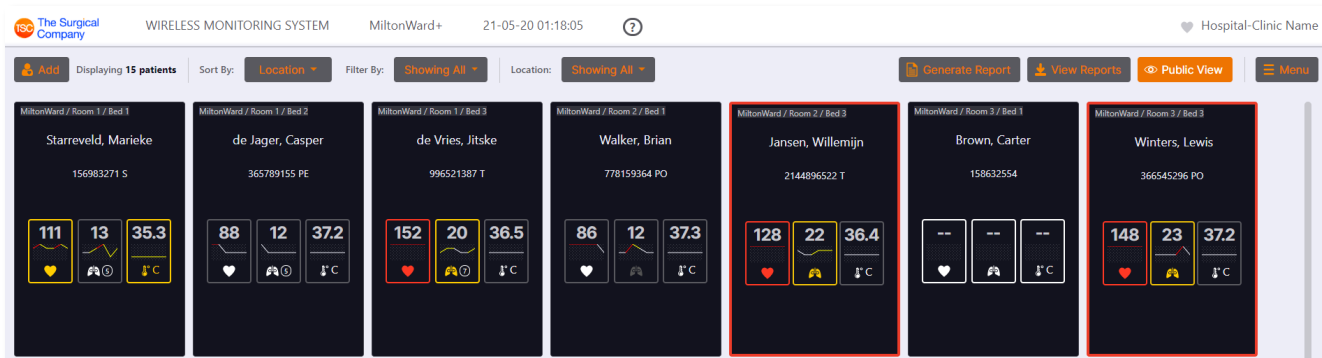 TSC The Surgical Company
WIRELESS MONITORING SYSTEM
MiltonWard+
21-05-20 01:18:05
?
Hospital-Clinic Name
Add
Displaying 15 patients
Sort By: Location
Filter By: Showing All
Location: Showing All
Generate Report
View Reports
Public View
Menu
MiltonWard / Room 1 / Bed 1
Starreveld, Marieke
156983271 S
111 13 35.3
5 °C
MiltonWard / Room 1 / Bed 2
de Jager, Casper
365789155 PE
88 12 37.2
5 °C
MiltonWard / Room 1 / Bed 3
de Vries, Jitske
996521387 T
152 20 36.5
7 °C
MiltonWard / Room 2 / Bed 1
Walker, Brian
778159364 PO
86 12 37.3
°C
MiltonWard / Room 2 / Bed 3
Jansen, Willemijn
2144896522 T
128 22 36.4
°C
MiltonWard / Room 3 / Bed 1
Brown, Carter
158632554
-- -- --
°C
MiltonWard / Room 3 / Bed 3
Winters, Lewis
366545296 PO
148 23 37.2
°C